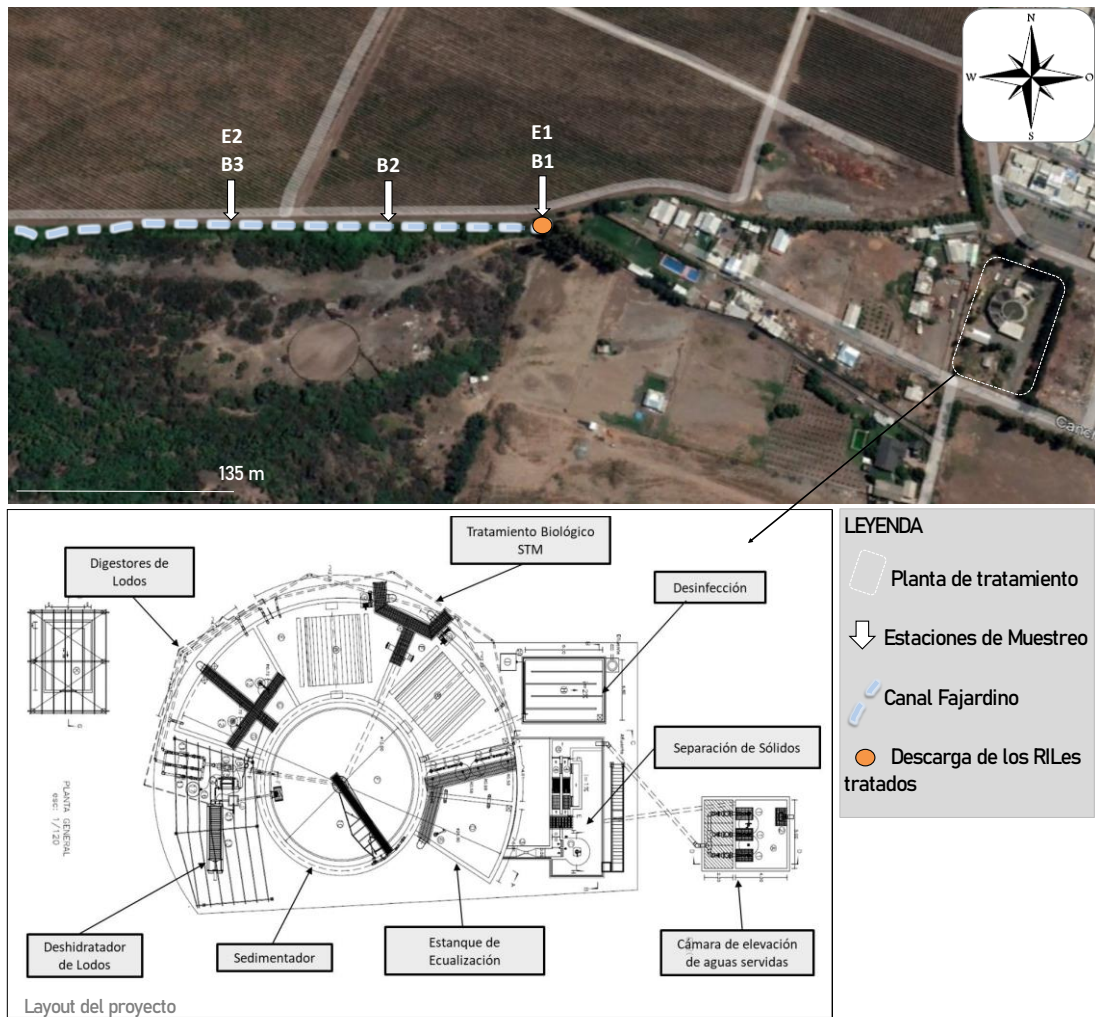 N
W
O
S
E2
B3
B2
E1
B1
135 m
Canc
Tratamiento Biológico
STM
Digestores de
Lodos
Desinfección
Separación de Sólidos
PLANTA GENERAL
esc: 1/120
Deshidratador
de Lodos
Sedimentador
Estanque de
Ecualización
Cámara de elevación
de aguas servidas
Layout del proyecto
LEYENDA
Planta de tratamiento
Estaciones de Muestreo
Canal Fajardino
Descarga de los RILes
tratados